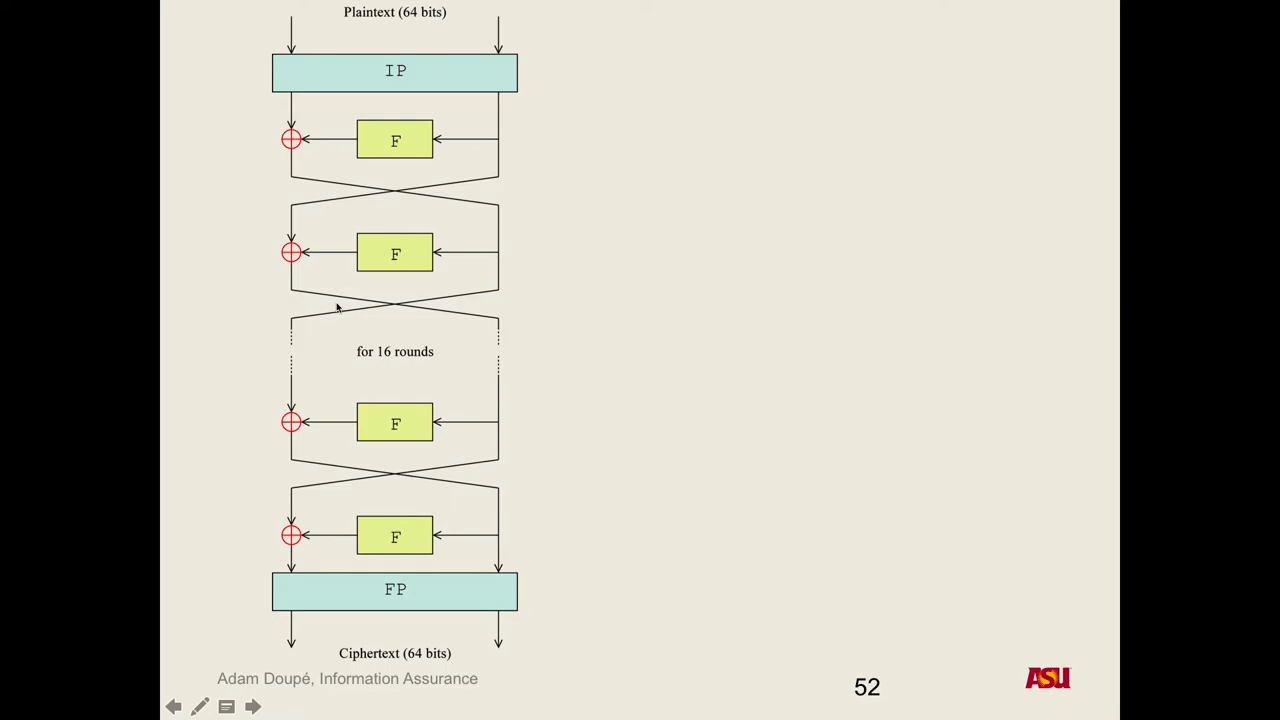 Plaintext (64 bits)
IP
F
F
for 16 rounds
F
F
FP
Ciphertext (64 bits)
Adam Doupé, Information Assurance
52
ASU